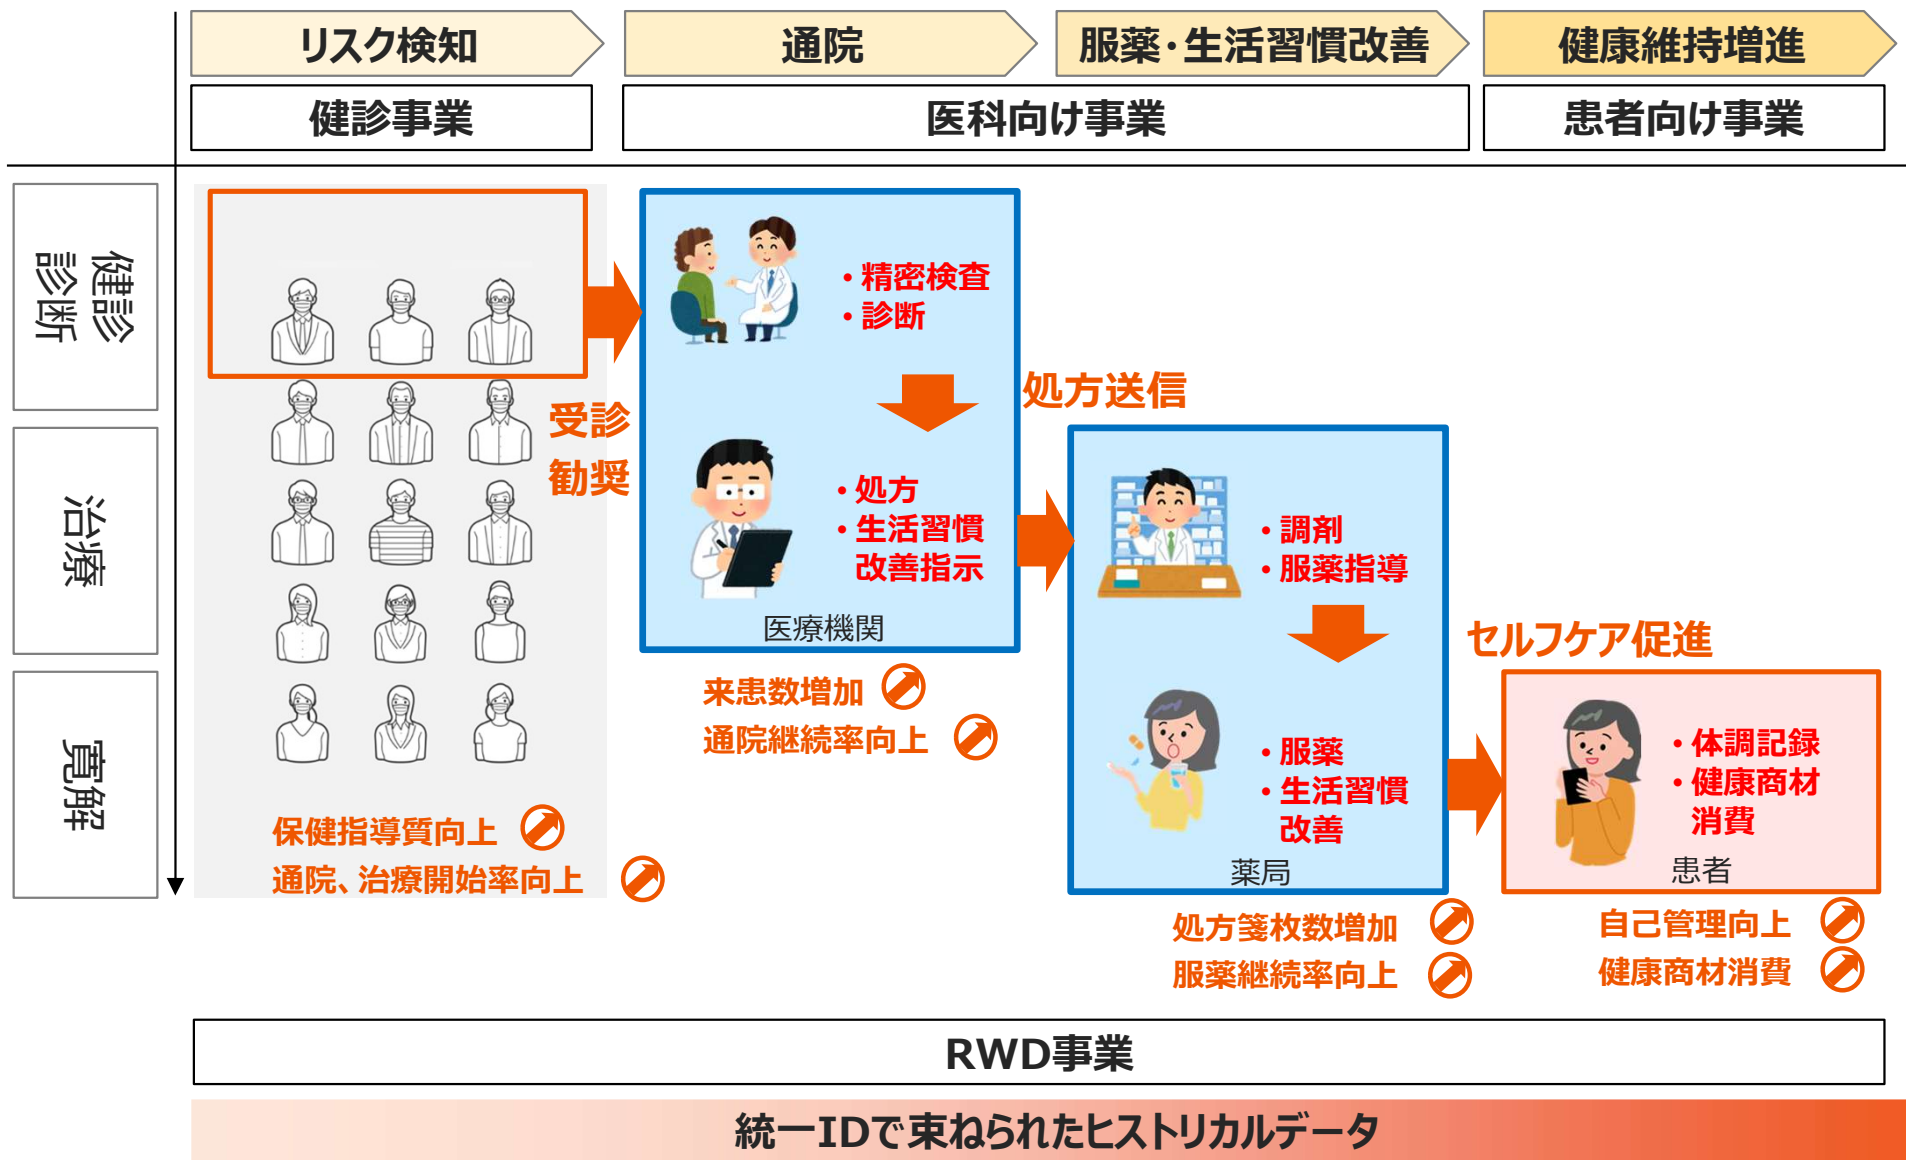 リスク検知
通院
服薬・生活習慣改善
健康維持増進
健診事業
医科向け事業
患者向け事業
健診
診断
治療
寛解
受診
勧奨
保健指導質向上
通院、治療開始率向上
・精密検査
・診断
・処方
・生活習慣
改善指示
医療機関
来患数増加
通院継続率向上
処方送信
・調剤
・服薬指導
・服薬
・生活習慣
改善
薬局
処方箋枚数増加
服薬継続率向上
セルフケア促進
・体調記録
・健康商材
消費
患者
自己管理向上
健康商材消費
RWD事業
統一IDで束ねられたヒストリカルデータ